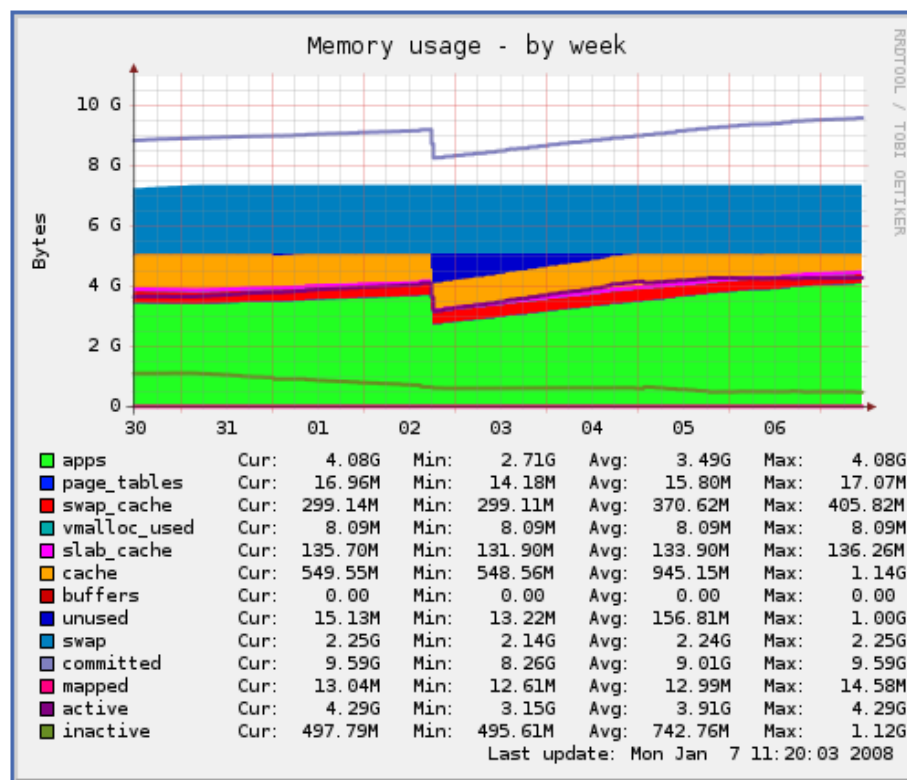 Memory usage - by week
RRDTOOL / TOBI OETIKER
Bytes
10 G
8 G
6 G
4 G
2 G
0
30 31 01 02 03 04 05 06
apps Cur: 4.08G Min: 2.71G Avg: 3.49G Max: 4.08G
page_tables Cur: 16.96M Min: 14.18M Avg: 15.80M Max: 17.07M
swap_cache Cur: 299.14M Min: 299.11M Avg: 370.62M Max: 405.82M
vmalloc_used Cur: 8.09M Min: 8.09M Avg: 8.09M Max: 8.09M
slab_cache Cur: 135.70M Min: 131.90M Avg: 133.90M Max: 136.26M
cache Cur: 549.55M Min: 548.56M Avg: 945.15M Max: 1.14G
buffers Cur: 0.00 Min: 0.00 Avg: 0.00 Max: 0.00
unused Cur: 15.13M Min: 13.22M Avg: 156.81M Max: 1.00G
swap Cur: 2.25G Min: 2.14G Avg: 2.24G Max: 2.25G
committed Cur: 9.59G Min: 8.26G Avg: 9.01G Max: 9.59G
mapped Cur: 13.04M Min: 12.61M Avg: 12.99M Max: 14.58M
active Cur: 4.29G Min: 3.15G Avg: 3.91G Max: 4.29G
inactive Cur: 497.79M Min: 495.61M Avg: 742.76M Max: 1.12G
Last update: Mon Jan 7 11:20:03 2008